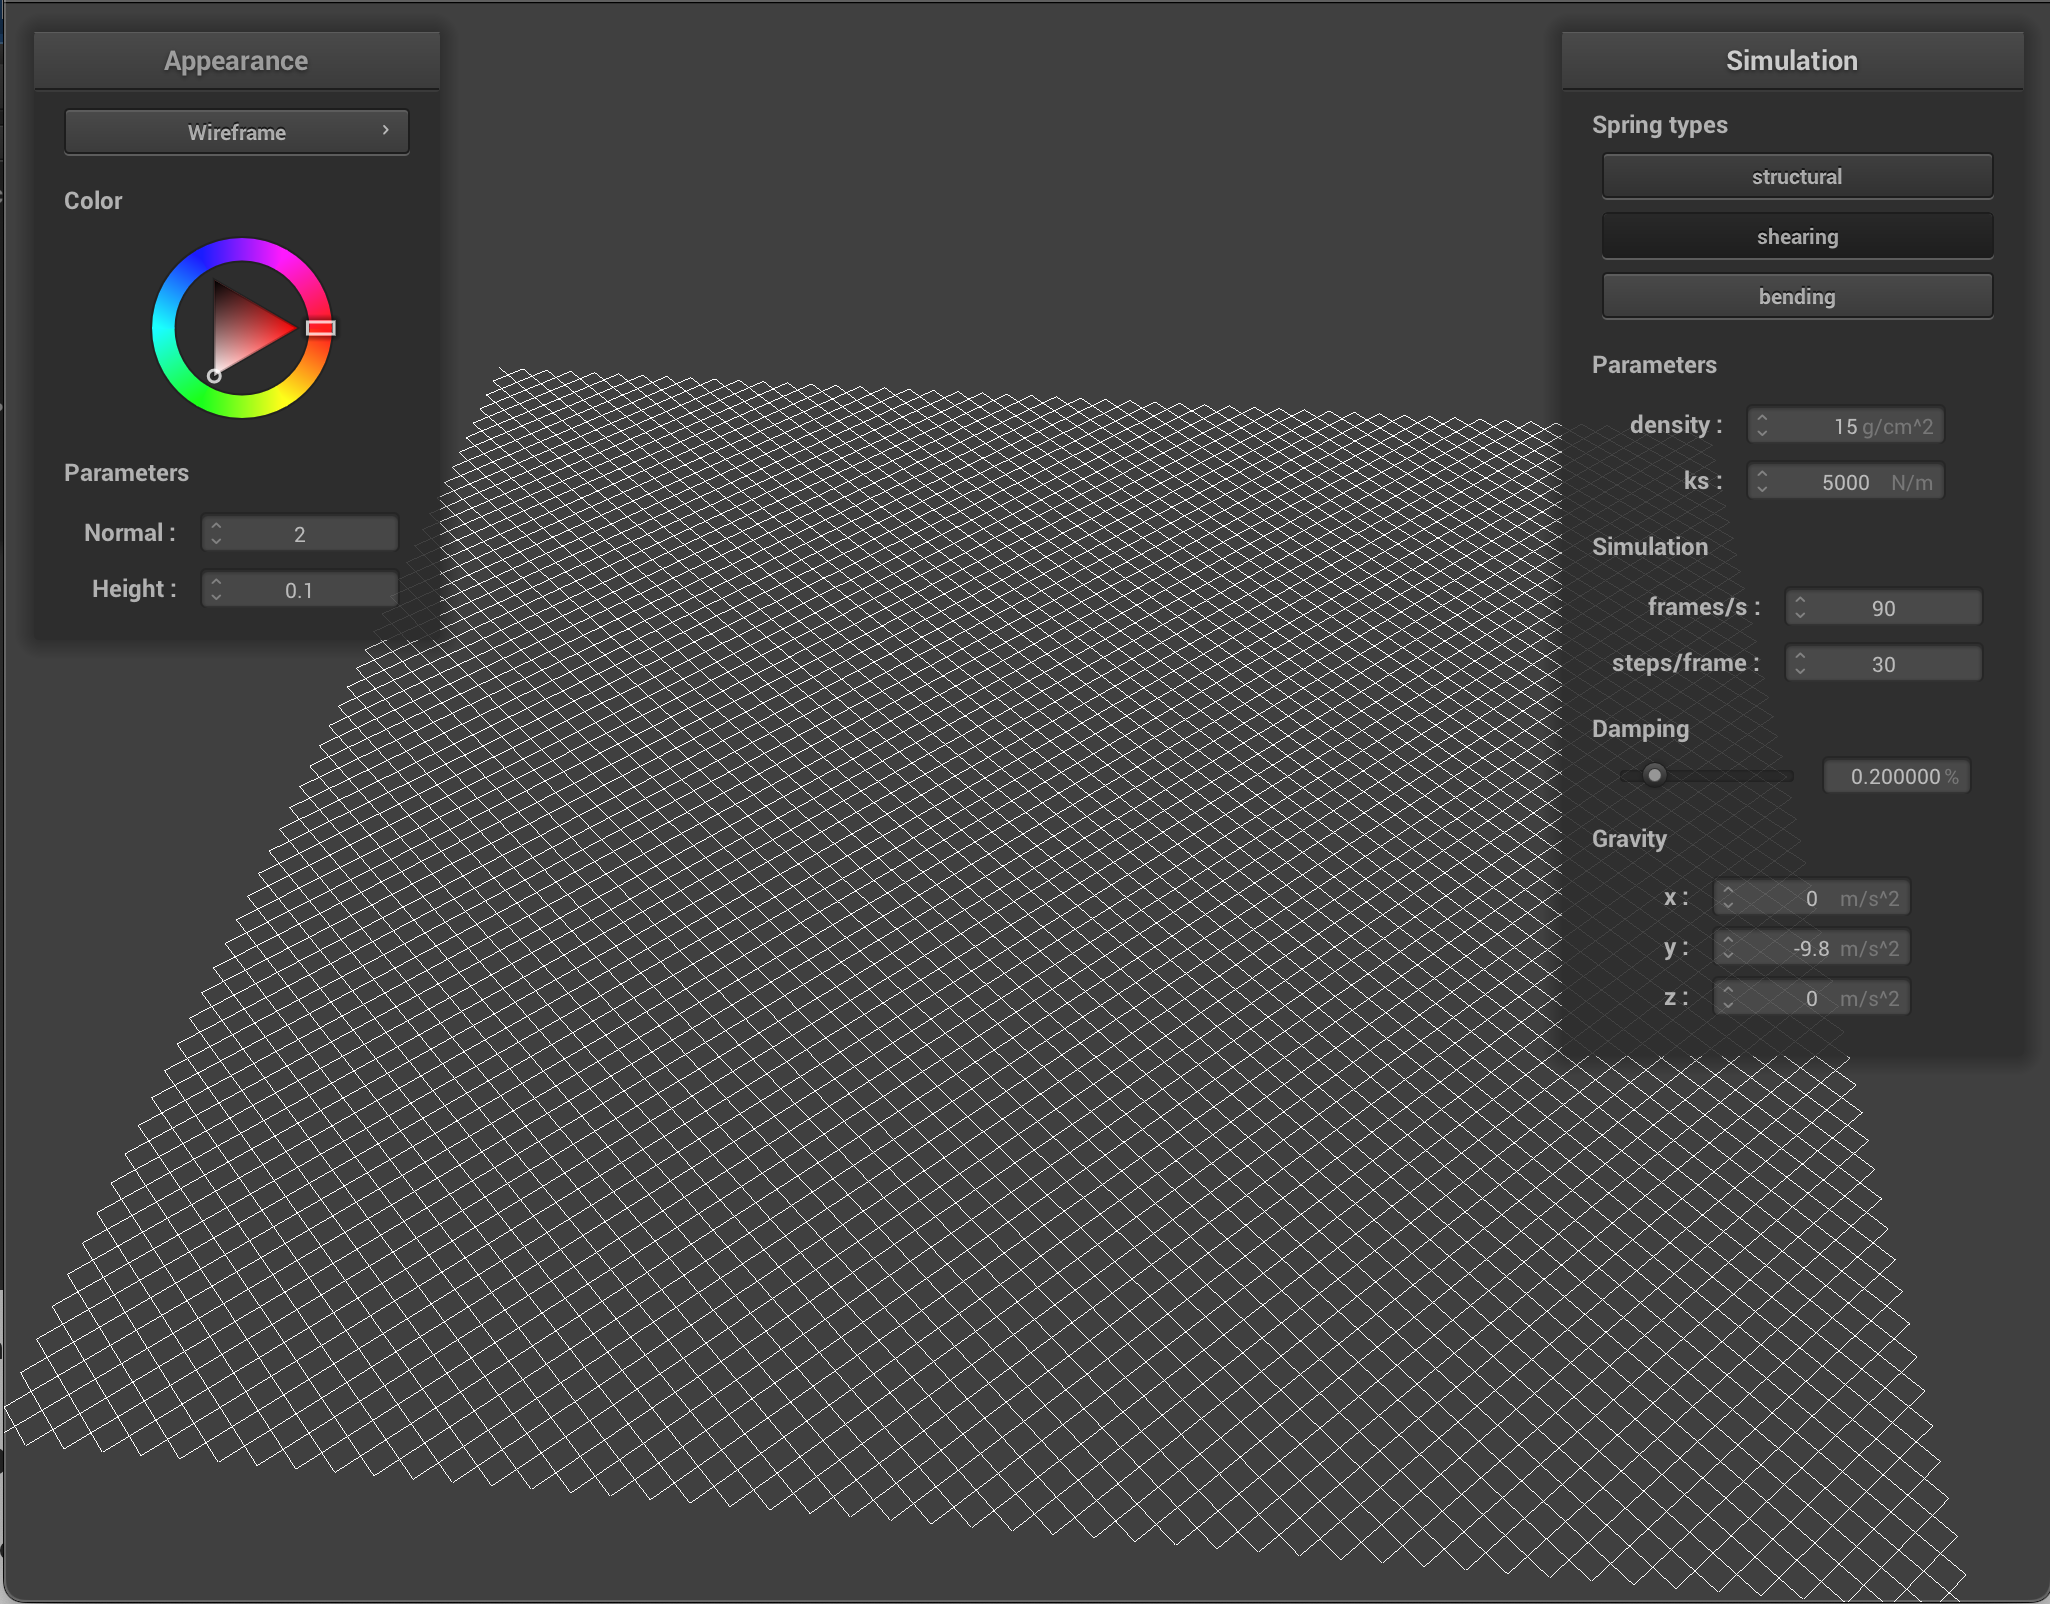 Appearance
Wireframe
Color
Parameters
Normal : 2
Height : 0.1
Simulation
Spring types
structural
shearing
bending
Parameters
density : 15 g/cm^2
ks : 5000 N/m
Simulation
frames/s : 90
steps/frame : 30
Damping
0.200000 %
Gravity
x : 0 m/s^2
y : -9.8 m/s^2
z : 0 m/s^2